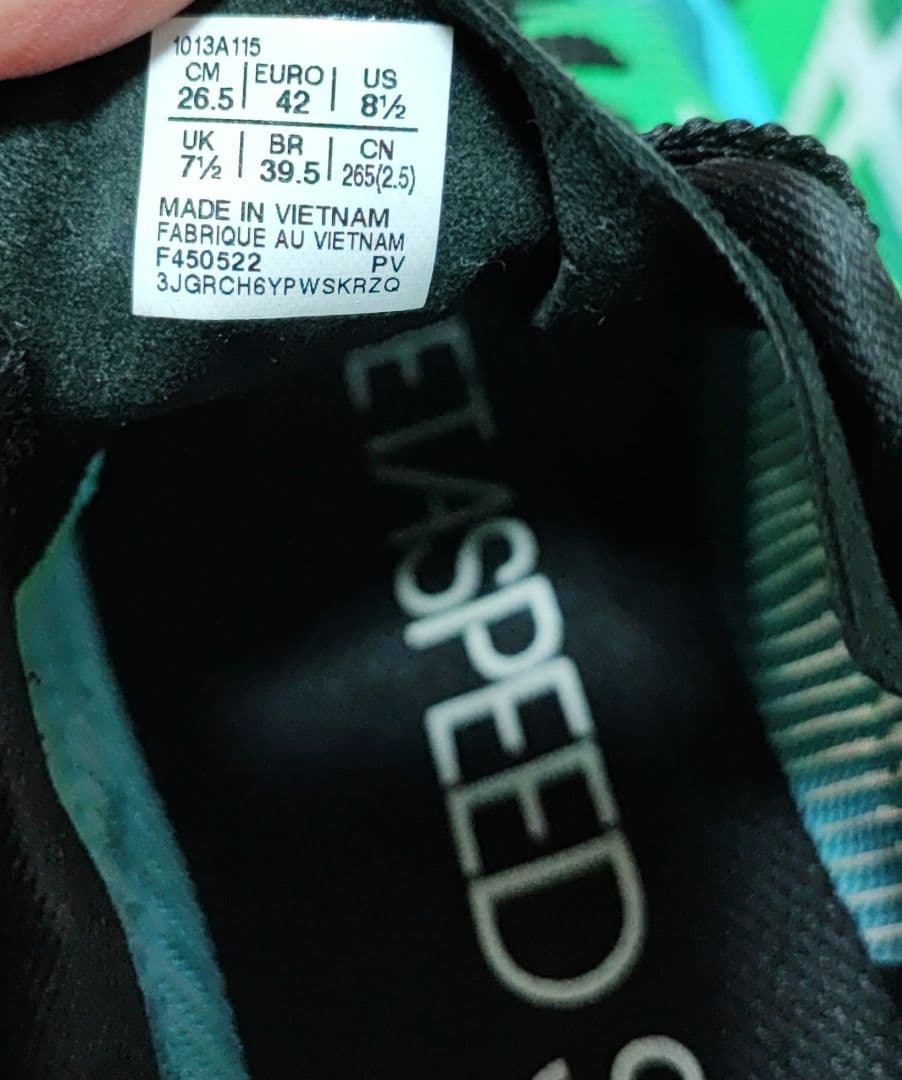 1013A115
CM | EURO | US
26.5 | 42 | 8½
UK | BR | CN
7½ | 39.5 | 265(2.5)
MADE IN VIETNAM
FABRIQUE AU VIETNAM
F450522 PV
3JGRCH6YPWSKRZQ
ETASPEED